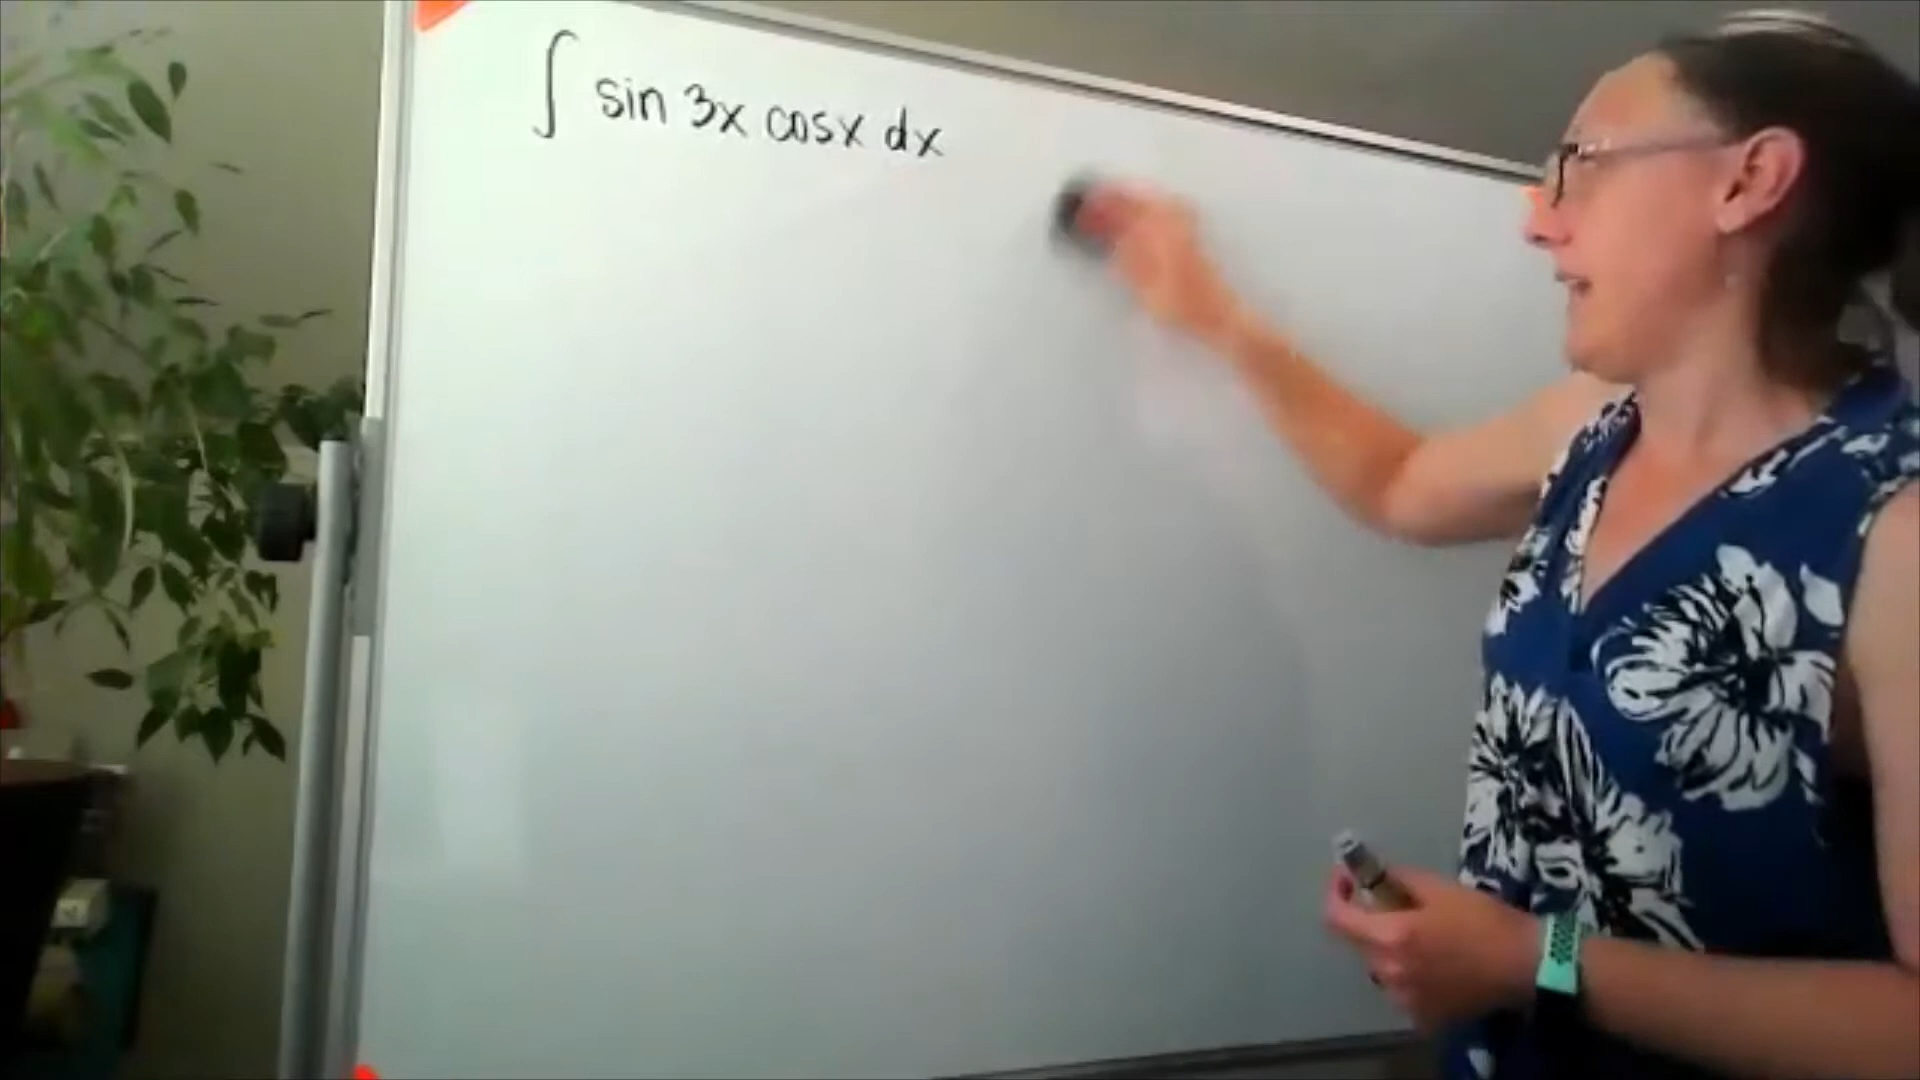 ∫ sin 3x cosx dx